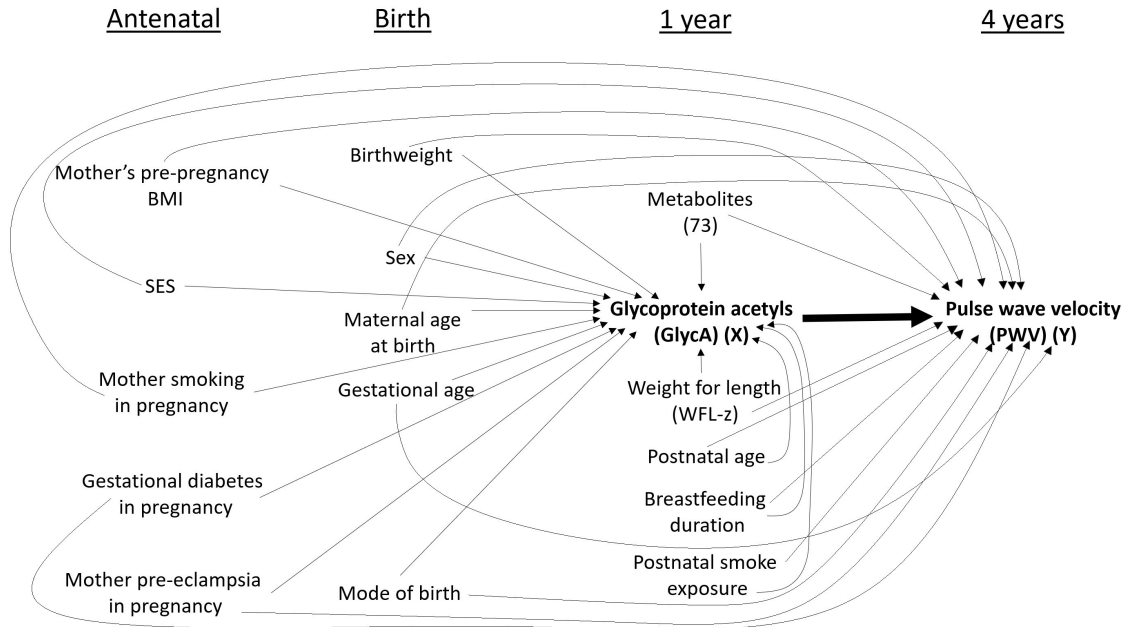 Antenatal
Birth
1 year
4 years
Mother's pre-pregnancy
BMI
SES
Mother smoking
in pregnancy
Gestational diabetes
in pregnancy
Mother pre-eclampsia
in pregnancy
Birthweight
Sex
Maternal age
at birth
Gestational age
Mode of birth
Metabolites
(73)
Glycoprotein acetyls
(GlycA) (X)
Weight for length
(WFL-z)
Postnatal age
Breastfeeding
duration
Postnatal smoke
exposure
Pulse wave velocity
(PWV) (Y)